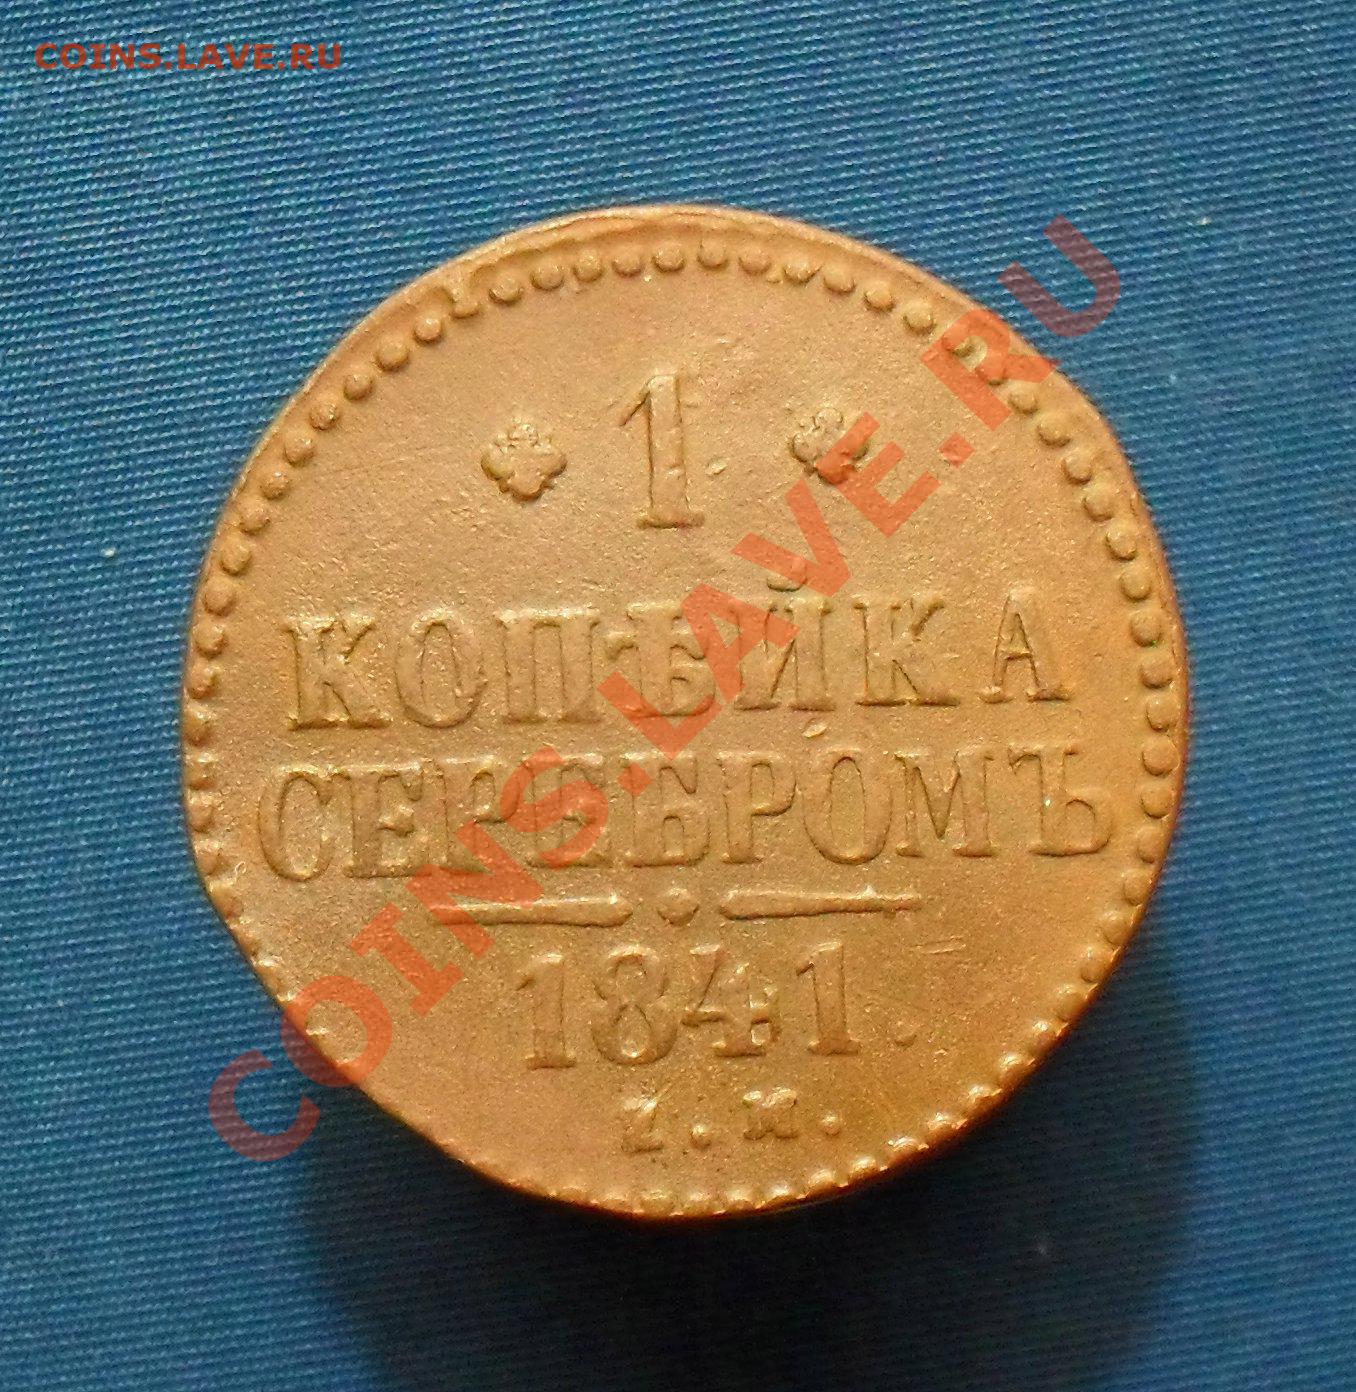 COINS.LAVE.RU
1
КОПѢЙКА
СЕРЕБРОМЪ
1841.
COINS.LAVE.RU